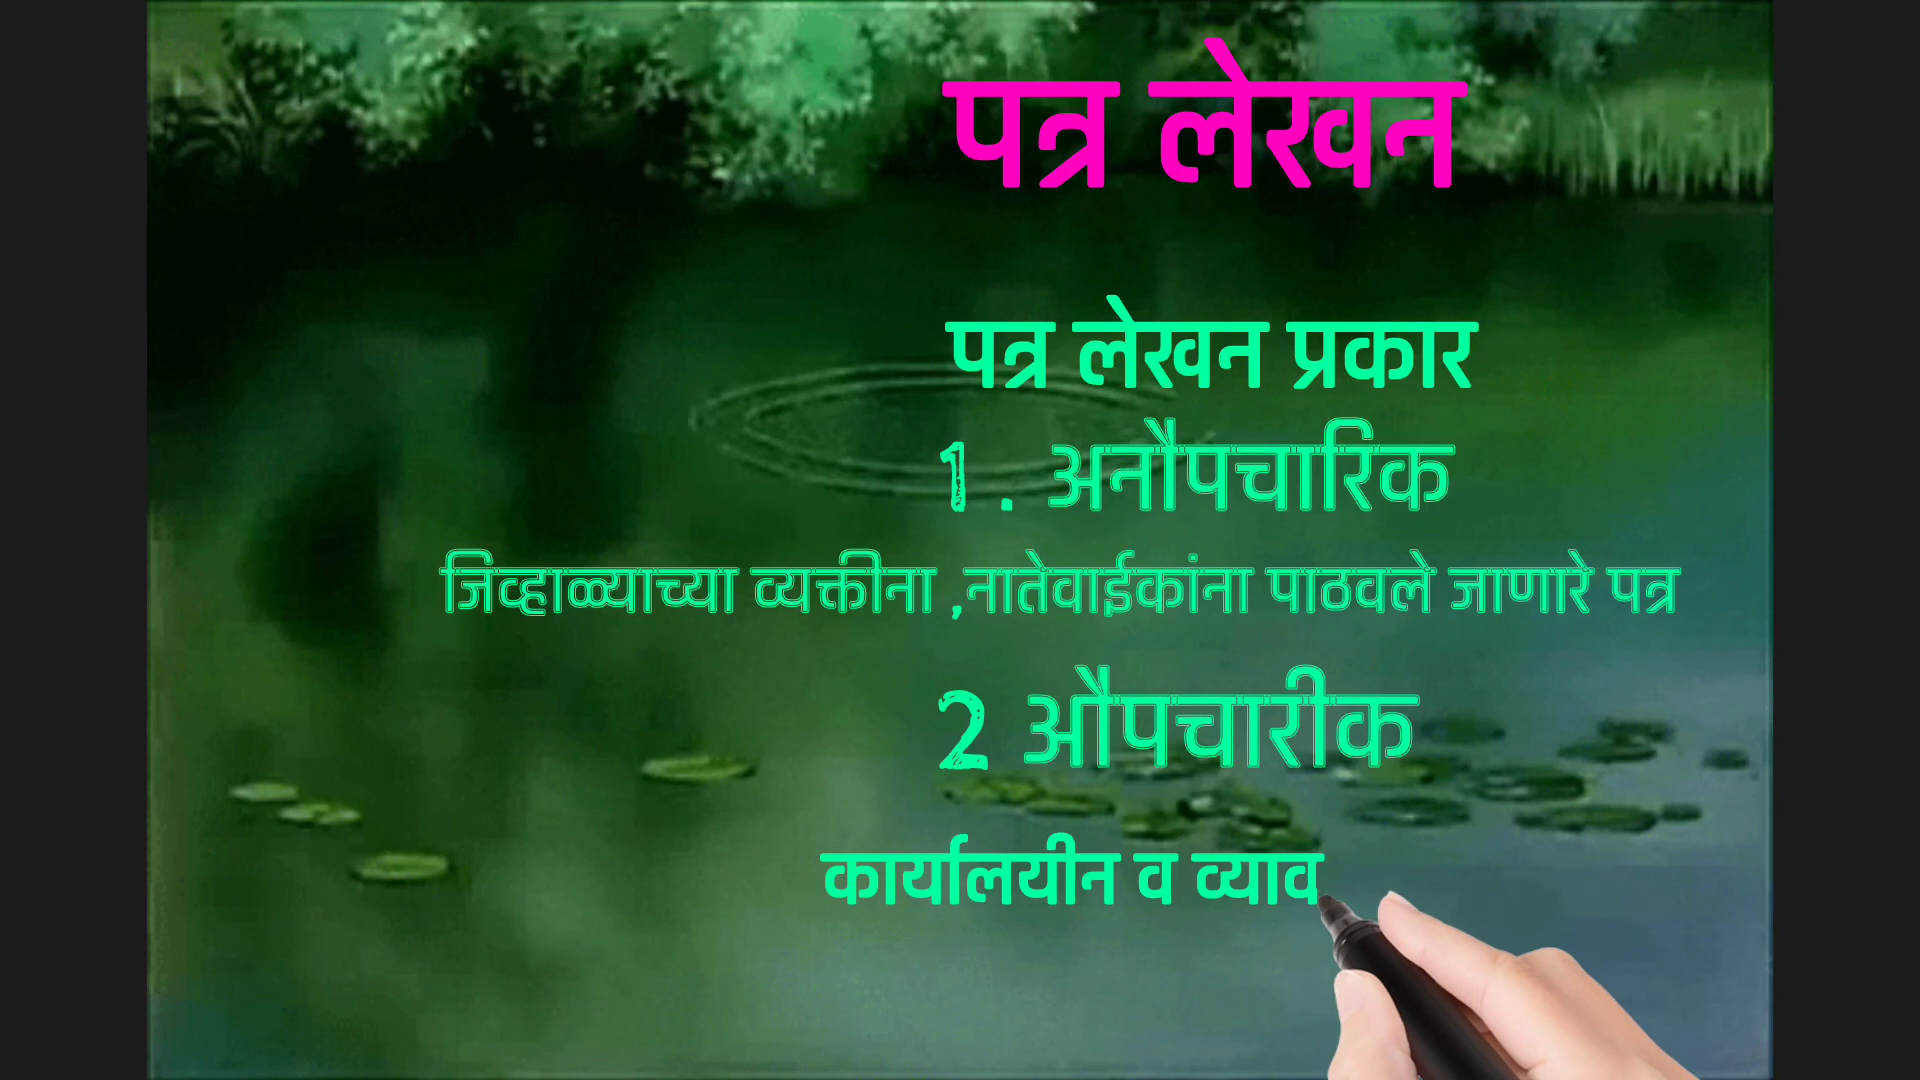 पत्र लेखन
पत्र लेखन प्रकार
1 . अनौपचारिक
जिव्हाळ्याच्या व्यक्तीना ,नातेवाईकांना पाठवले जाणारे पत्र
2 औपचारीक
कार्यालयीन व व्याव